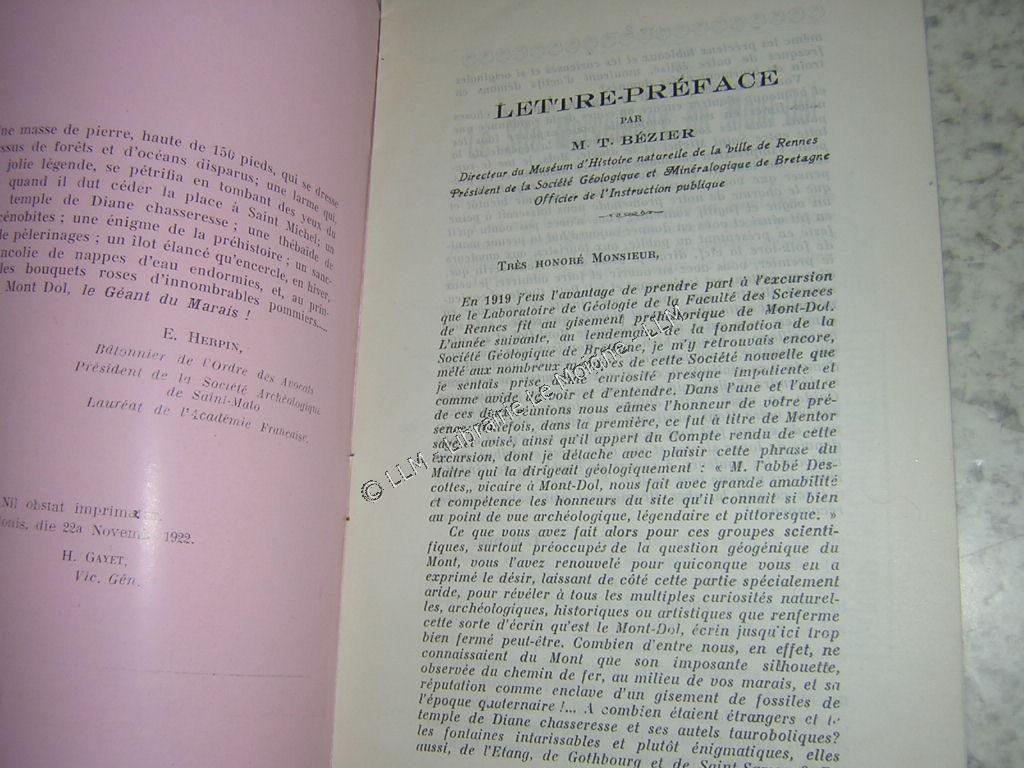 ne masse de pierre, haute de 150 pieds, qui se dresse
ssus de forêts et d'océans disparus; une larme qui,
jolie légende, se pétrifia en tombant des yeux du
quand il dut céder la place à Saint Michel; un
temple de Diane chasseresse; une thébaïde de
énobites; une énigme de la préhistoire; un sanc-
de pèlerinages; un îlot élancé qu'encercle, en hiver,
ncolie de nappes d'eau endormies, et, au prin-
les bouquets roses d'innombrables pommiers....
Mont Dol, le Géant du Marais !
E. HERPIN,
Bâtonnier de l'Ordre des Avocats
Président de la Société Archéologique
de Saint-Malo
Lauréat de l'Académie Française.
Nil obstat imprimat
die 22a Novem 1922.
H. GAYET,
Vic. Gén.
LETTRE-PRÉFACE
PAR
M. T. BÉZIER
Directeur du Muséum d'Histoire naturelle de la Ville de Rennes
Président de la Société Géologique et Minéralogique de Bretagne
Officier de l'Instruction publique
TRÈS HONORÉ MONSIEUR,
En 1919 j'eus l'avantage de prendre part à l'excursion
que le Laboratoire de Géologie de la Faculté des Sciences
de Rennes fit au gisement préhistorique de Mont-Dol.
L'année suivante, au lendemain de la fondation de la
Société Géologique de Bretagne, je m'y retrouvais encore,
mêlé aux nombreux membres de cette Société nouvelle que
je sentais prise d'une curiosité presque impatiente et
comme avide de voir et d'entendre. Dans l'une et l'autre
de ces deux réunions nous eûmes l'honneur de votre pré-
sence, toutefois, dans la première, ce fut à titre de Mentor
avisé, ainsi qu'il appert du Compte rendu de cette
excursion, dont je détache avec plaisir cette phrase du
Maître qui la dirigeait géologiquement : « M. l'abbé Des-
cottes,, vicaire à Mont-Dol, nous fait avec grande amabilité
et compétence les honneurs du site qu'il connait si bien
au point de vue archéologique, légendaire et pittoresque. »
Ce que vous avez fait alors pour ces groupes scienti-
fiques, surtout préoccupés de la question géogénique du
Mont, vous l'avez renouvelé pour quiconque vous en a
exprimé le désir, laissant de côté cette partie spécialement
aride, pour révéler à tous les multiples curiosités naturel-
les, archéologiques, historiques ou artistiques que renferme
cette sorte d'écrin qu'est le Mont-Dol, écrin jusqu'ici trop
bien fermé peut-être. Combien d'entre nous, en effet, ne
connaissaient du Mont que son imposante silhouette,
observée du chemin de fer, au milieu de vos marais, et sa
réputation comme enclave d'un gisement de fossiles de
l'époque quaternaire !... A combien étaient étrangers et le
temple de Diane chasseresse et ses autels tauroboliques?
les fontaines intarissables et plutôt énigmatiques, elles
aussi, de l'Etang, de Gothbourg et de
© LLM - Librairie Le Moigne - LLM